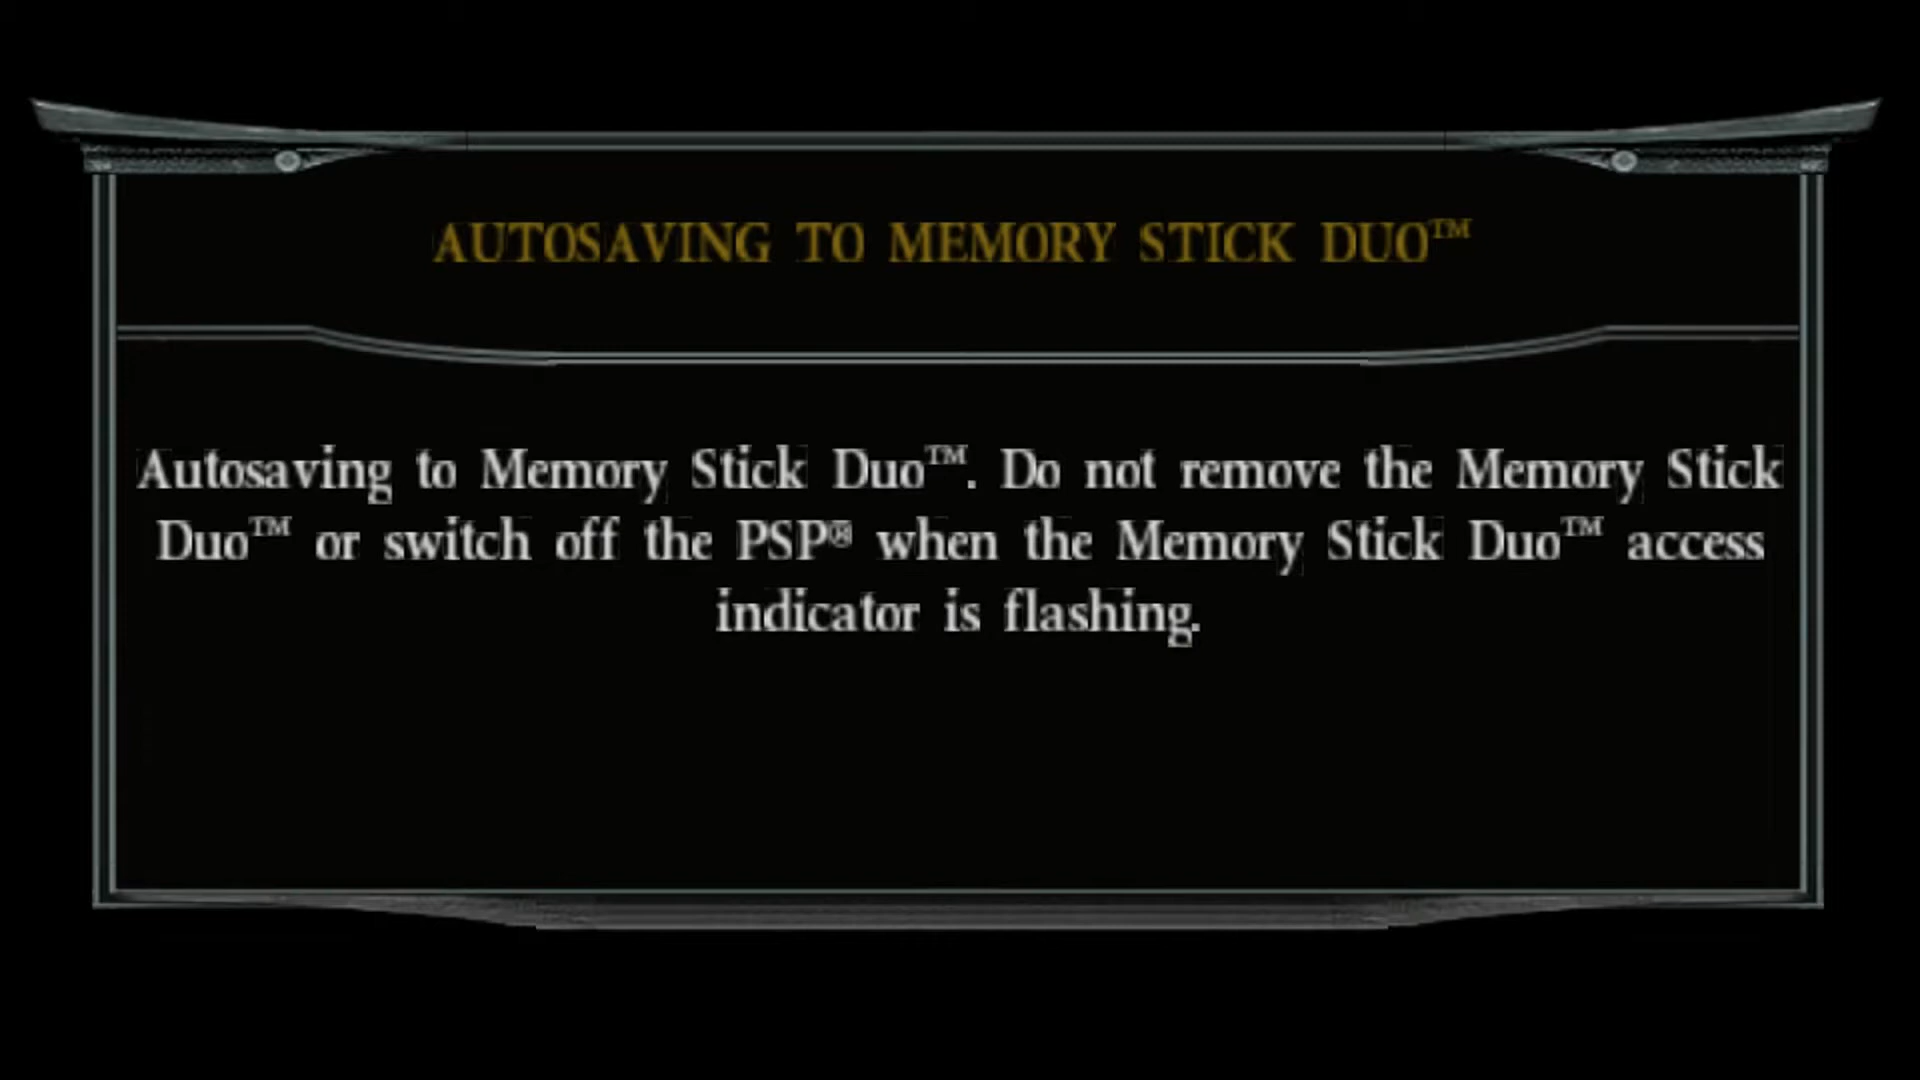 AUTOSAVING TO MEMORY STICK DUO™
Autosaving to Memory Stick Duo™. Do not remove the Memory Stick
Duo™ or switch off the PSP® when the Memory Stick Duo™ access
indicator is flashing.